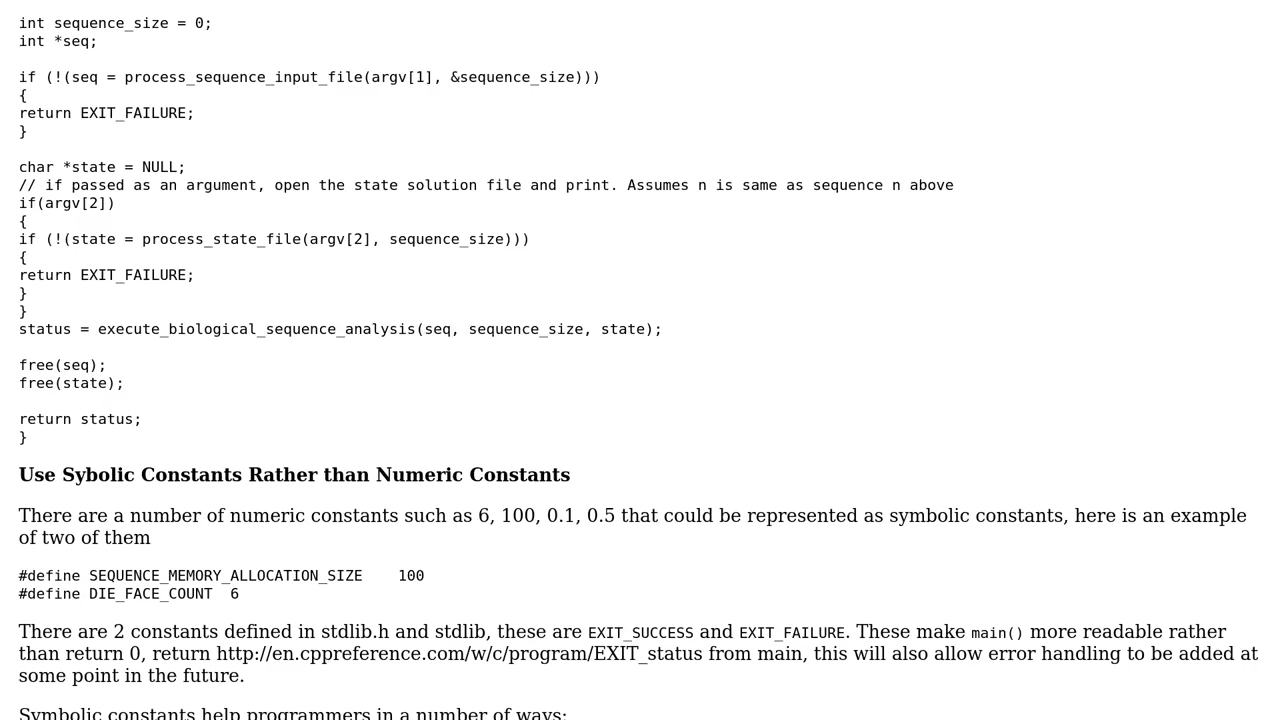 int sequence_size = 0;
int *seq;
if (!(seq = process_sequence_input_file(argv[1], &sequence_size)))
{
return EXIT_FAILURE;
}
char *state = NULL;
// if passed as an argument, open the state solution file and print. Assumes n is same as sequence n above
if(argv[2])
{
if (!(state = process_state_file(argv[2], sequence_size)))
{
return EXIT_FAILURE;
}
}
status = execute_biological_sequence_analysis(seq, sequence_size, state);
free(seq);
free(state);
return status;
}
Use Sybolic Constants Rather than Numeric Constants
There are a number of numeric constants such as 6, 100, 0.1, 0.5 that could be represented as symbolic constants, here is an example
of two of them
#define SEQUENCE_MEMORY_ALLOCATION_SIZE    100
#define DIE_FACE_COUNT  6
There are 2 constants defined in stdlib.h and stdlib, these are EXIT_SUCCESS and EXIT_FAILURE. These make main() more readable rather
than return 0, return http://en.cppreference.com/w/c/program/EXIT_status from main, this will also allow error handling to be added at
some point in the future.
Symbolic constants help programmers in a number of ways: